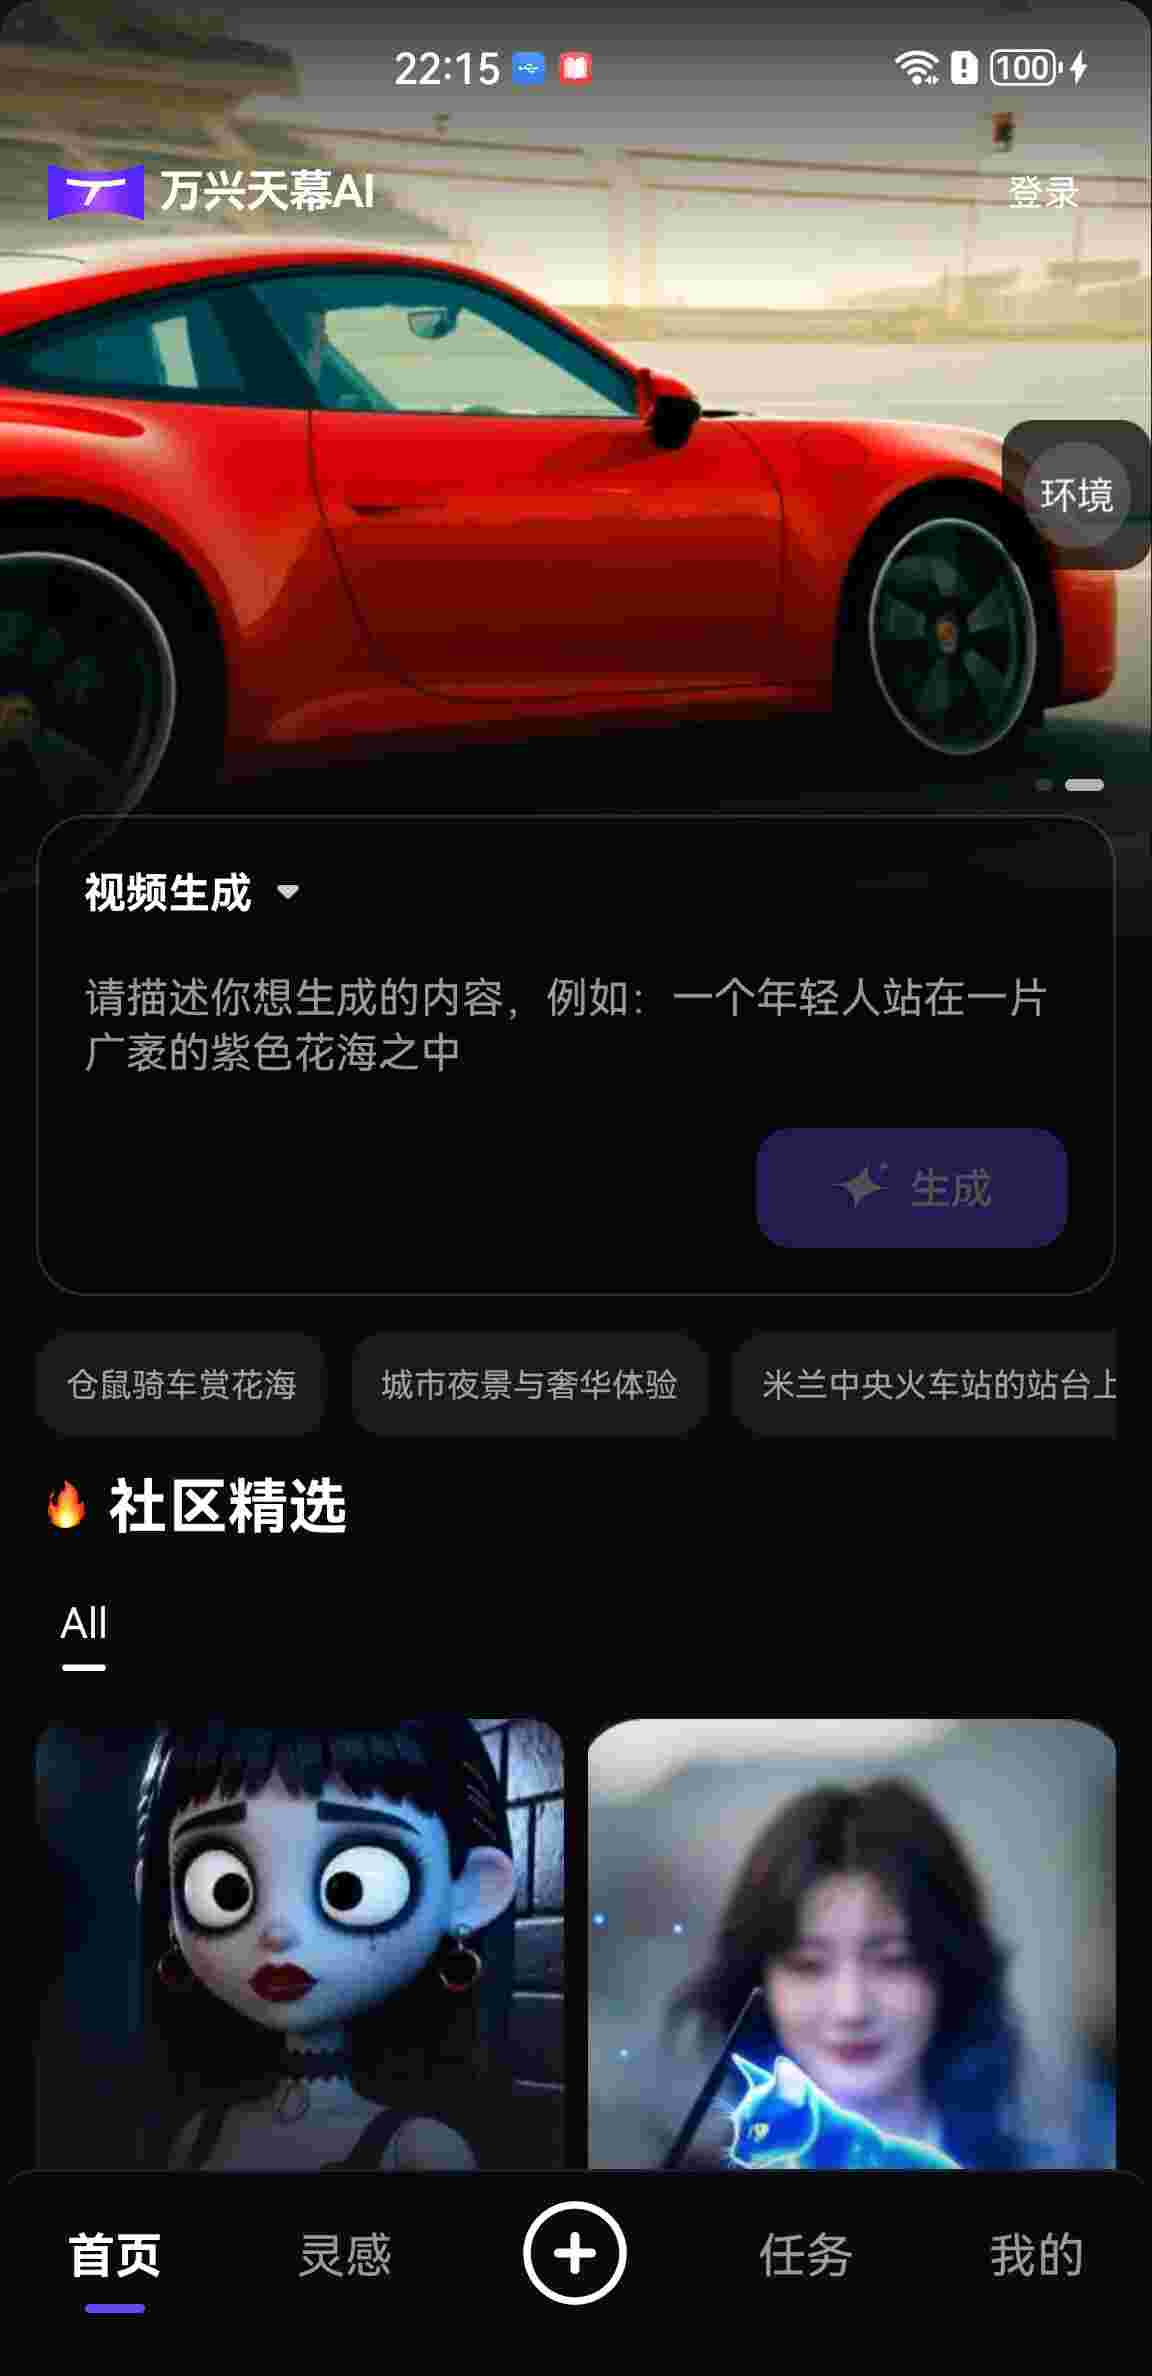 22:15
100
万兴天幕AI
登录
环境
视频生成
请描述你想生成的内容，例如：一个年轻人站在一片
广袤的紫色花海之中
生成
仓鼠骑车赏花海
城市夜景与奢华体验
米兰中央火车站的站台上
社区精选
All
首页
灵感
任务
我的